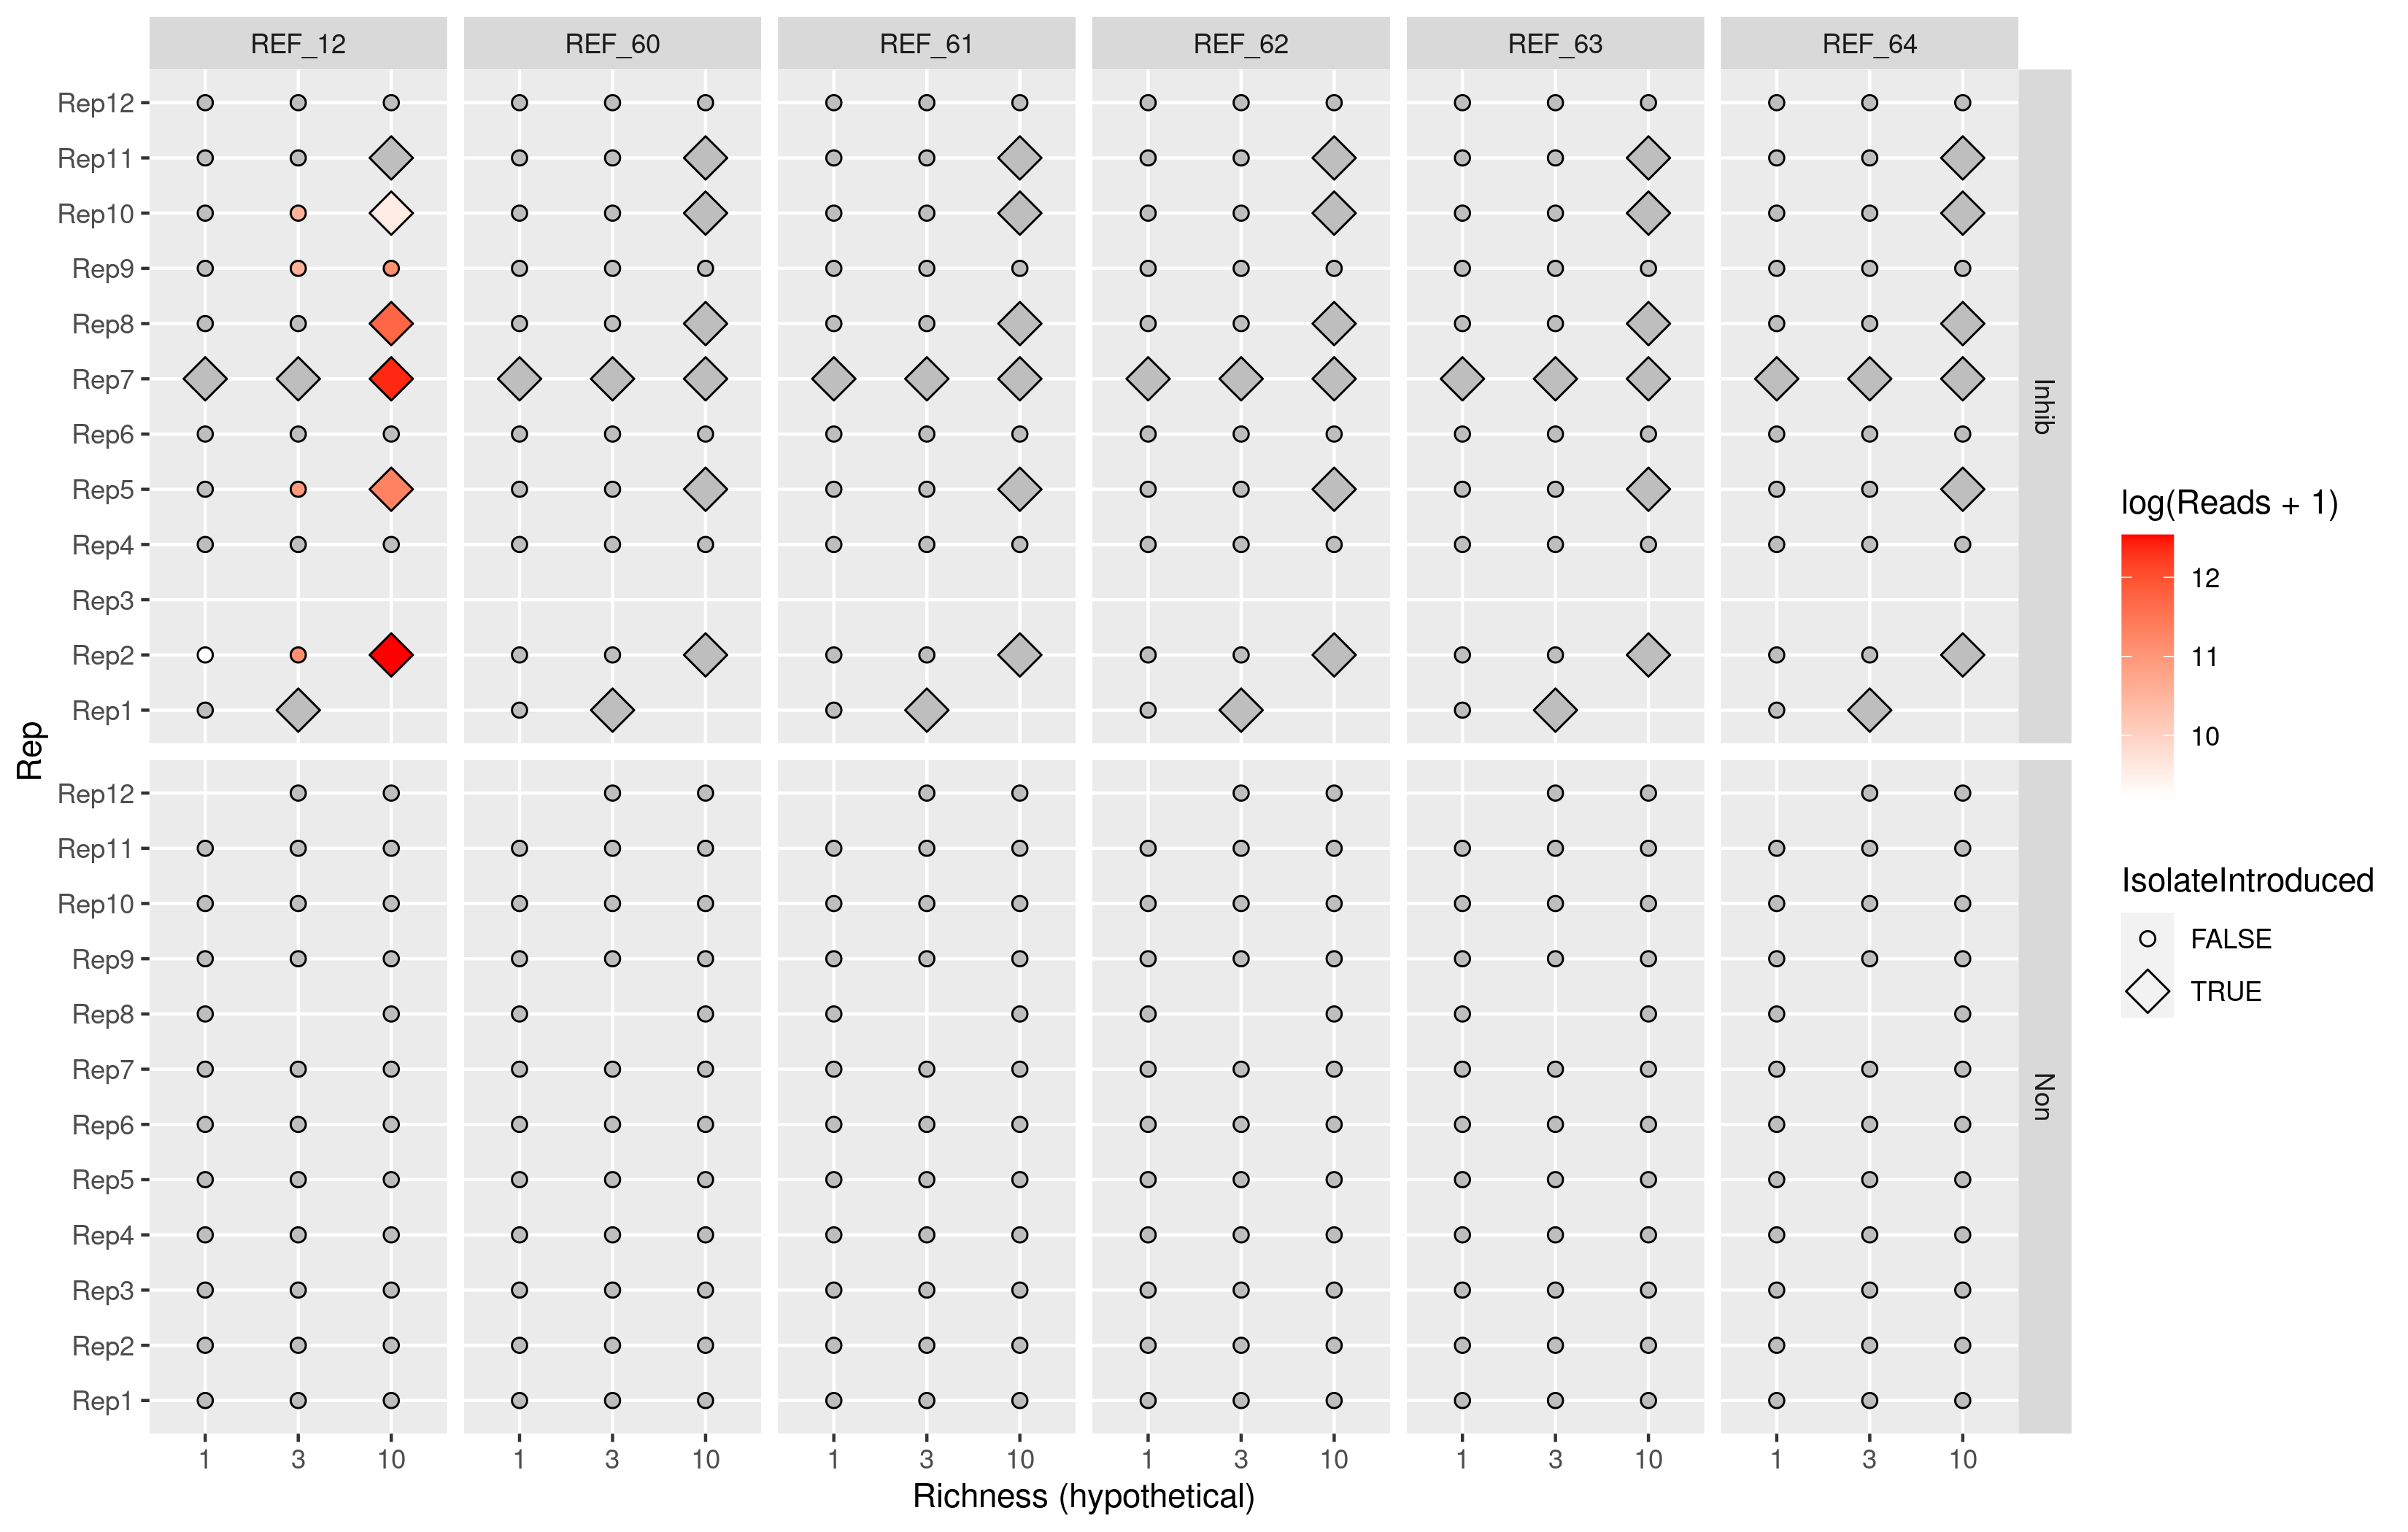 REF_12 REF_60 REF_61 REF_62 REF_63 REF_64
Rep12
Rep11
Rep10
Rep9
Rep8
Rep7
Rep6
Rep5
Rep4
Rep3
Rep2
Rep1
Inhib
Rep12
Rep11
Rep10
Rep9
Rep8
Rep7
Rep6
Rep5
Rep4
Rep3
Rep2
Rep1
Non
Rep
1 3 10 1 3 10 1 3 10 1 3 10 1 3 10 1 3 10
Richness (hypothetical)
log(Reads + 1)
12
11
10
IsolateIntroduced
FALSE
TRUE